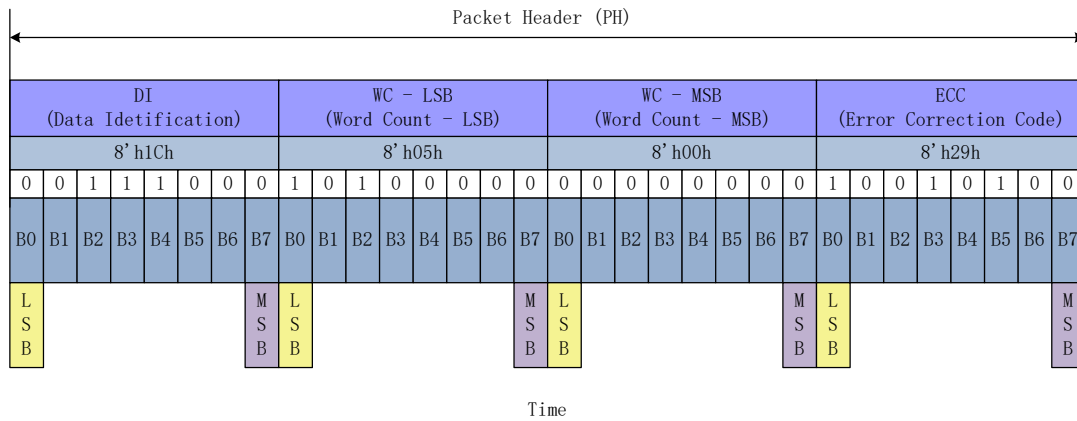 Packet Header (PH)
DI WC - LSB WC - MSB ECC
(Data Idetification) (Word Count - LSB) (Word Count - MSB) (Error Correction Code)
8'h1Ch 8'h05h 8'h00h 8'h29h
0 0 1 1 1 0 0 0 1 0 1 0 0 0 0 0 0 0 0 0 0 0 0 0 1 0 0 1 0 1 0 0
B0 B1 B2 B3 B4 B5 B6 B7 B0 B1 B2 B3 B4 B5 B6 B7 B0 B1 B2 B3 B4 B5 B6 B7 B0 B1 B2 B3 B4 B5 B6 B7
L M L M L M L M
S S S S S S S S
B B B B B B B B
Time